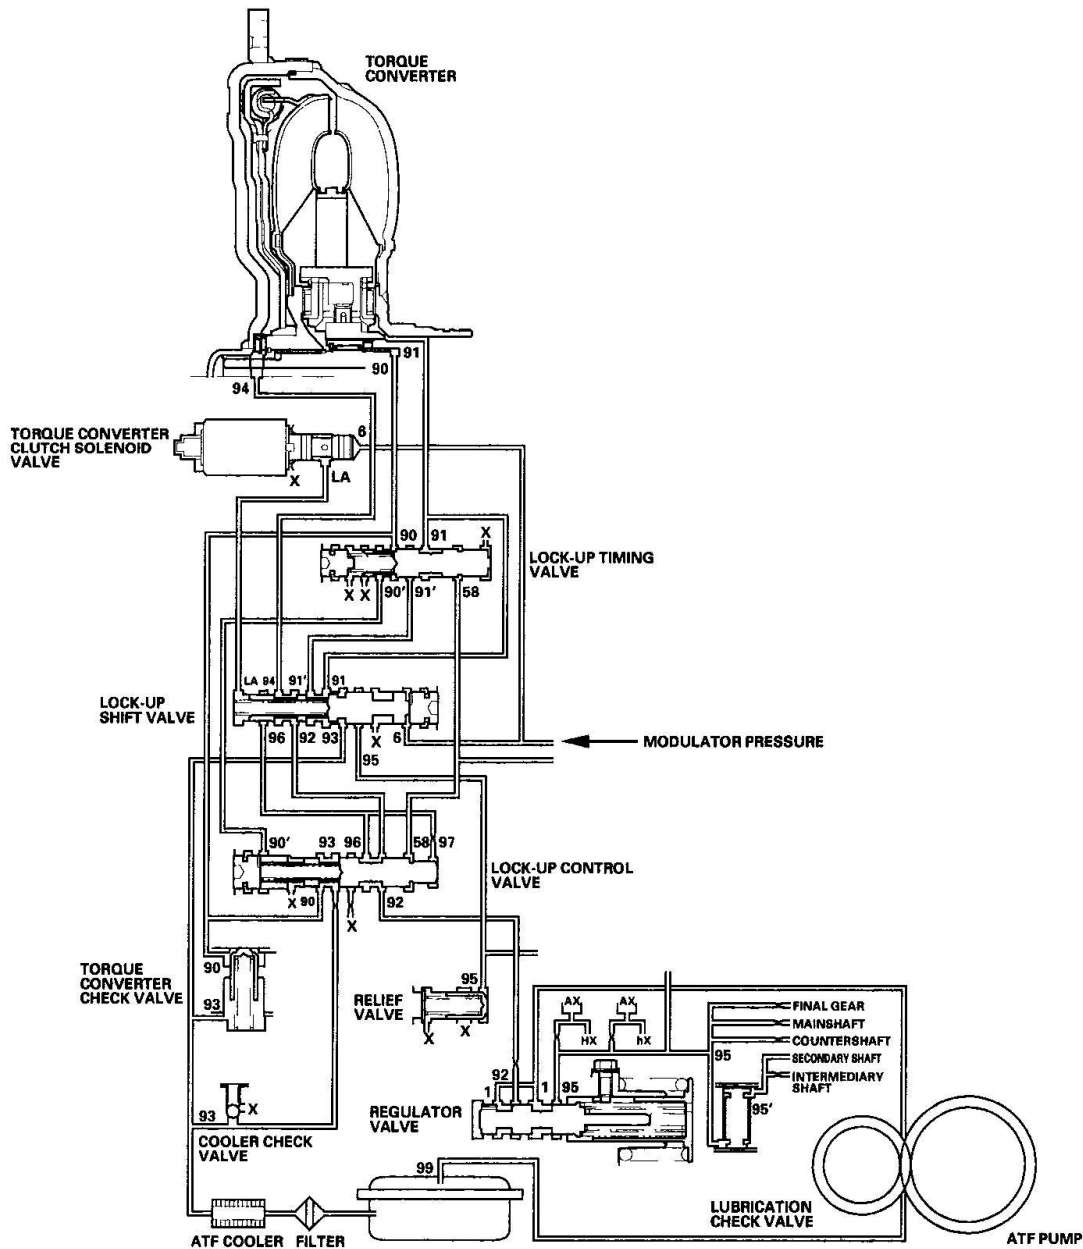 TORQUE
CONVERTER
91
90
94
TORQUE CONVERTER
CLUTCH SOLENOID
VALVE
6
X
LA
90
91
X
LOCK-UP TIMING
VALVE
X X 90' 91' 58
LA 94 91' 91
LOCK-UP
SHIFT VALVE
96 92 93 X 6
95
MODULATOR PRESSURE
90' 93 96 58 97
LOCK-UP CONTROL
VALVE
X 90 X 92
TORQUE
CONVERTER
CHECK VALVE
90
93
RELIEF
VALVE
95
X X
AX AX
HX hX
FINAL GEAR
MAINSHAFT
COUNTERSHAFT
SECONDARY SHAFT
INTERMEDIARY
SHAFT
95
95'
92
1 1 95
REGULATOR
VALVE
93 X
COOLER CHECK
VALVE
99
LUBRICATION
CHECK VALVE
ATF COOLER
FILTER
ATF PUMP